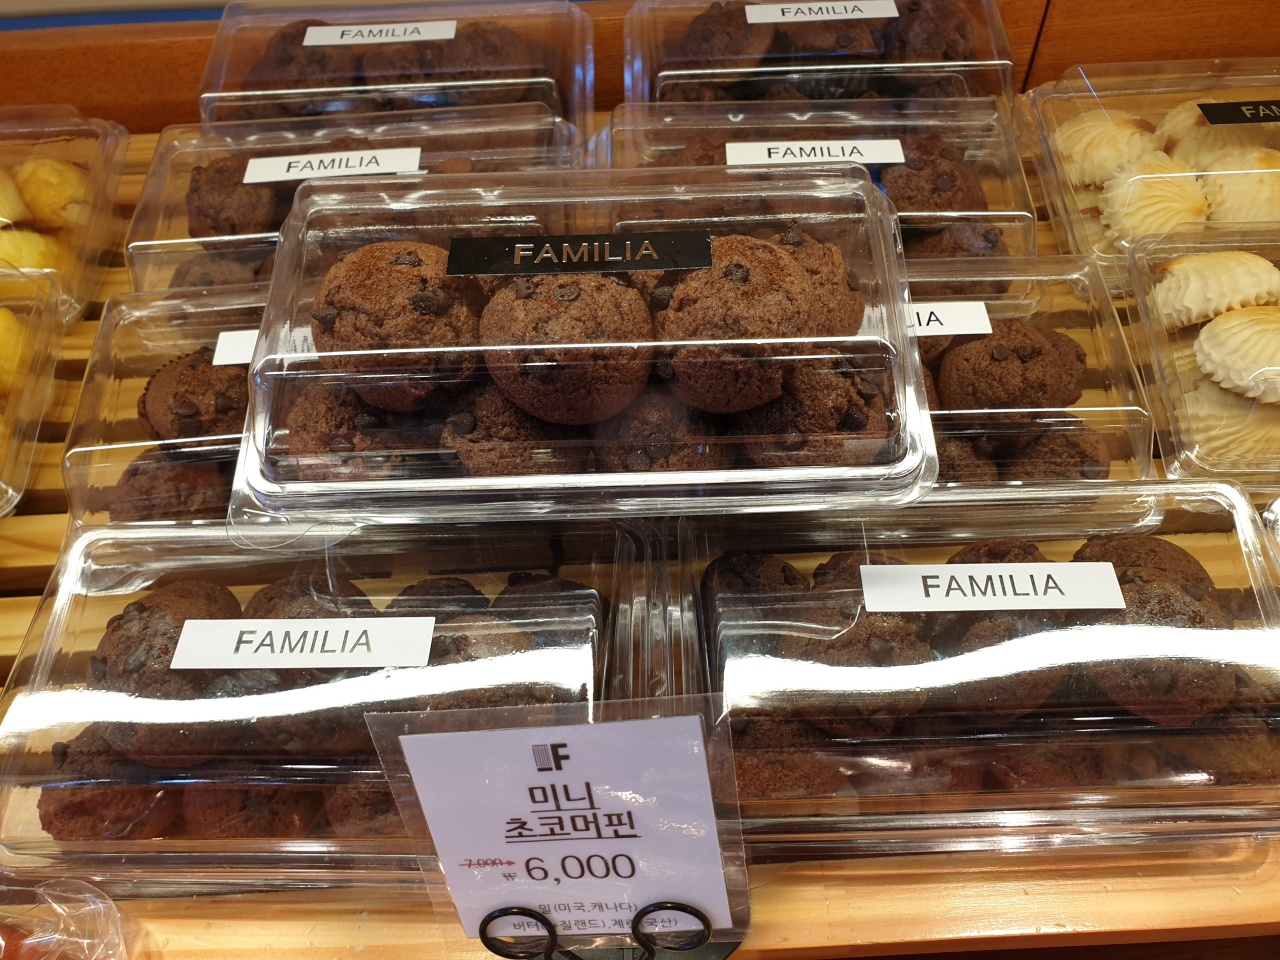 FAMILIA
FAMILIA
FAMILIA
FAMILIA
FAMILIA
FAMILIA
FAMILIA
F
미니
초코머핀
7,000
₩ 6,000
밀(미국,캐나다)